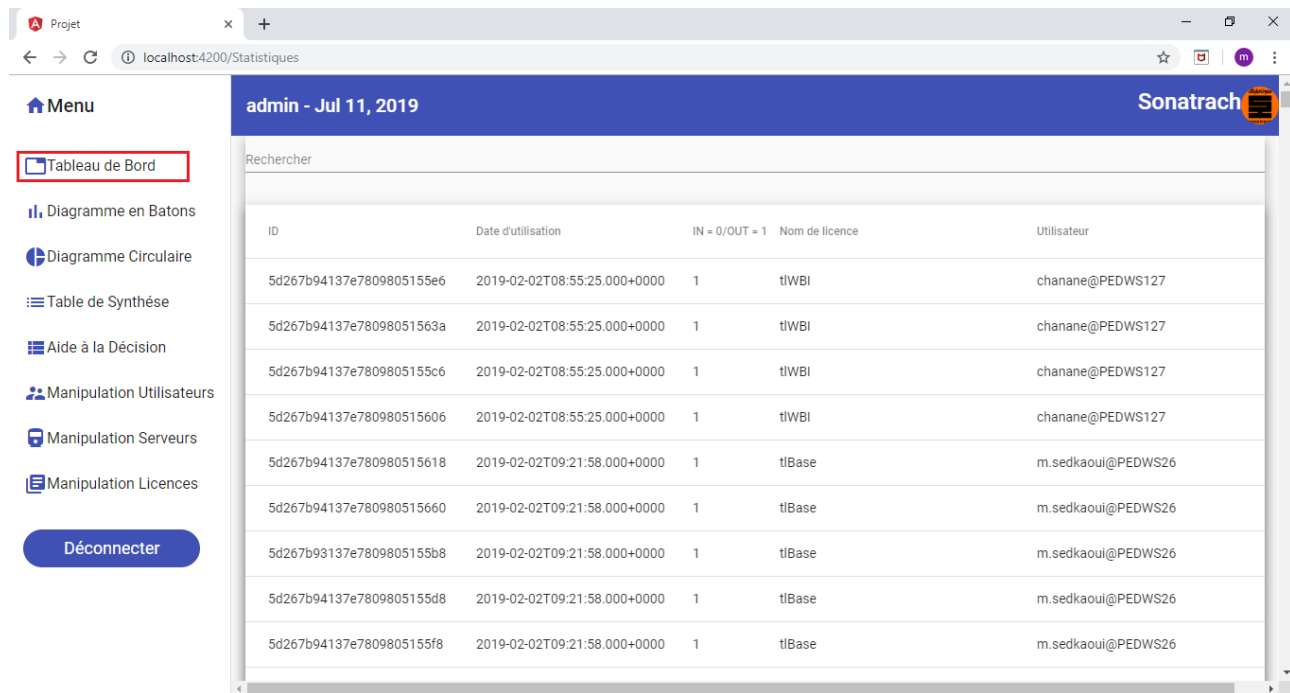 Projet
localhost:4200/Statistiques
m
Menu
admin - Jul 11, 2019
Sonatrach
Tableau de Bord
Diagramme en Batons
Diagramme Circulaire
Table de Synthése
Aide à la Décision
Manipulation Utilisateurs
Manipulation Serveurs
Manipulation Licences
Déconnecter
Rechercher
ID Date d'utilisation IN = 0/OUT = 1 Nom de licence Utilisateur
5d267b94137e7809805155e6 2019-02-02T08:55:25.000+0000 1 tlWBI chanane@PEDWS127
5d267b94137e78098051563a 2019-02-02T08:55:25.000+0000 1 tlWBI chanane@PEDWS127
5d267b94137e7809805155c6 2019-02-02T08:55:25.000+0000 1 tlWBI chanane@PEDWS127
5d267b94137e780980515606 2019-02-02T08:55:25.000+0000 1 tlWBI chanane@PEDWS127
5d267b94137e780980515618 2019-02-02T09:21:58.000+0000 1 tlBase m.sedkaoui@PEDWS26
5d267b94137e780980515660 2019-02-02T09:21:58.000+0000 1 tlBase m.sedkaoui@PEDWS26
5d267b93137e7809805155b8 2019-02-02T09:21:58.000+0000 1 tlBase m.sedkaoui@PEDWS26
5d267b94137e7809805155d8 2019-02-02T09:21:58.000+0000 1 tlBase m.sedkaoui@PEDWS26
5d267b94137e7809805155f8 2019-02-02T09:21:58.000+0000 1 tlBase m.sedkaoui@PEDWS26